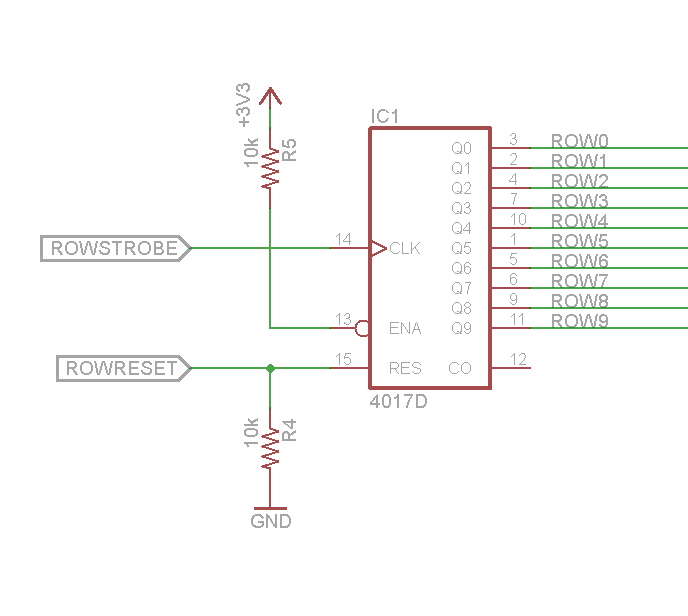 +3V3
10k
R5
IC1
ROWSTROBE
14
CLK
13
ENA
ROWRESET
15
RES
Q0
3
ROW0
Q1
2
ROW1
Q2
4
ROW2
Q3
7
ROW3
Q4
10
ROW4
Q5
1
ROW5
Q6
5
ROW6
Q7
6
ROW7
Q8
9
ROW8
Q9
11
ROW9
CO
12
4017D
10k
R4
GND